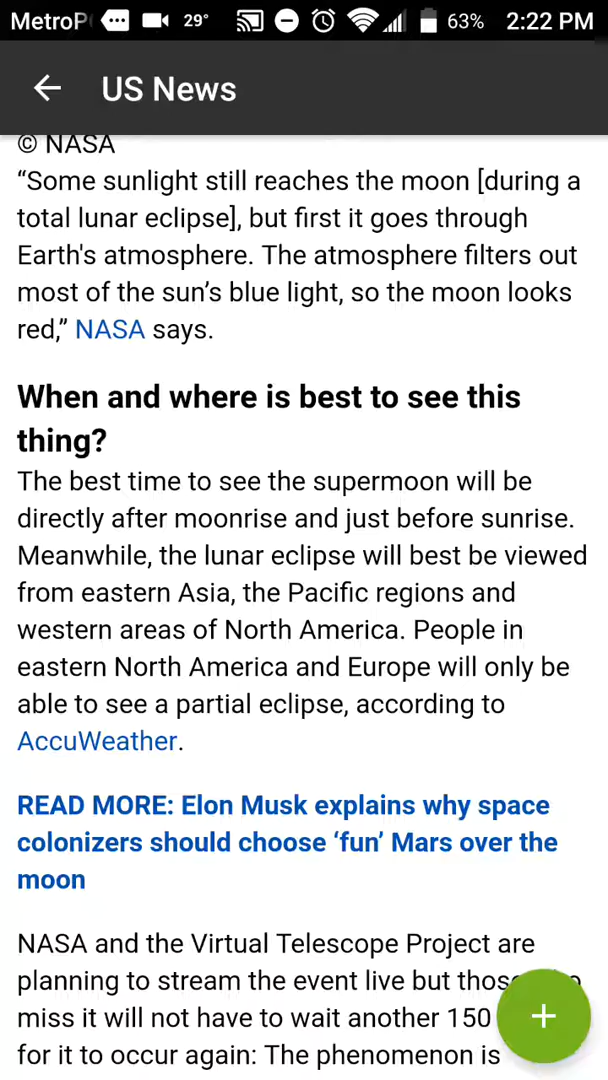 MetroP 29° 63% 2:22 PM
US News
© NASA
“Some sunlight still reaches the moon [during a
total lunar eclipse], but first it goes through
Earth's atmosphere. The atmosphere filters out
most of the sun’s blue light, so the moon looks
red,” NASA says.
When and where is best to see this
thing?
The best time to see the supermoon will be
directly after moonrise and just before sunrise.
Meanwhile, the lunar eclipse will best be viewed
from eastern Asia, the Pacific regions and
western areas of North America. People in
eastern North America and Europe will only be
able to see a partial eclipse, according to
AccuWeather.
READ MORE: Elon Musk explains why space
colonizers should choose ‘fun’ Mars over the
moon
NASA and the Virtual Telescope Project are
planning to stream the event live but those
miss it will not have to wait another 150
for it to occur again: The phenomenon is